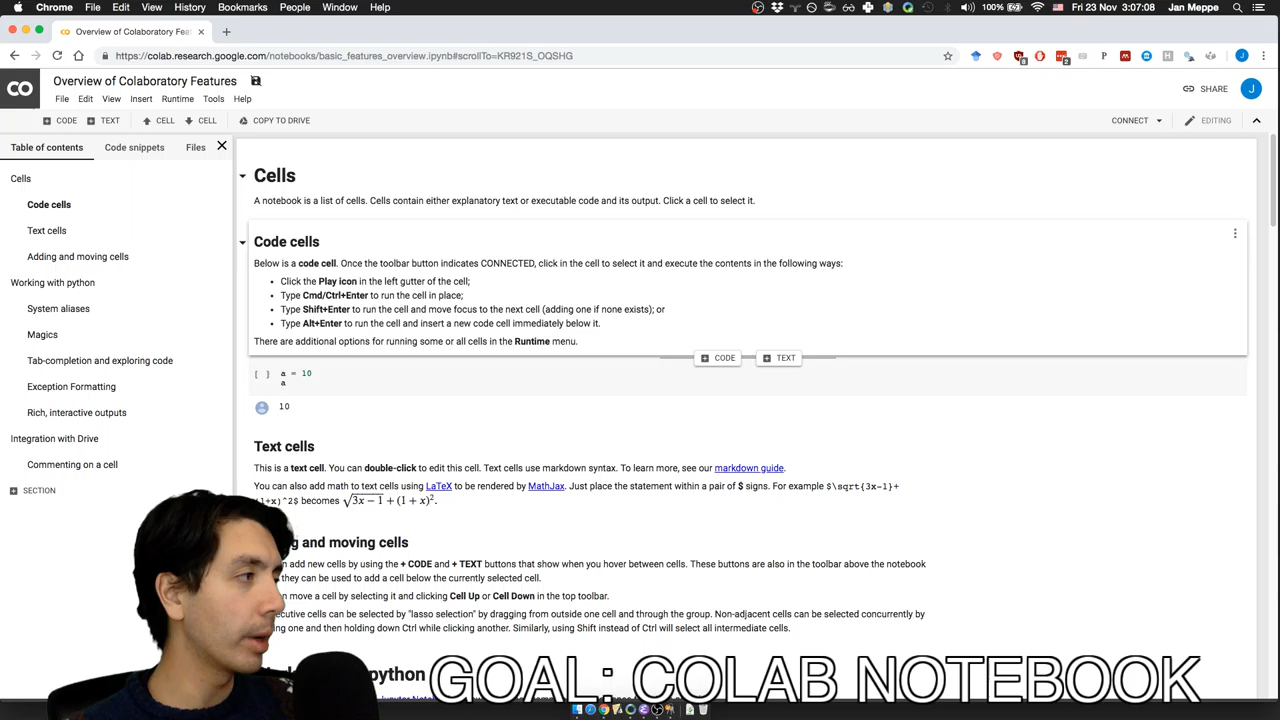 Chrome File Edit View History Bookmarks People Window Help 100% Fri 23 Nov 03:07:08 Jan Meppe
Overview of Colaboratory Feat
https://colab.research.google.com/notebooks/basic_features_overview.ipynb#scrollTo=KR921S_OQSHG
CO Overview of Colaboratory Features
File Edit View Insert Runtime Tools Help
SHARE J
CODE TEXT CELL CELL COPY TO DRIVE CONNECT EDITING
Table of contents Code snippets Files
Cells
Code cells
Text cells
Adding and moving cells
Working with python
System aliases
Magics
Tab-completion and exploring code
Exception Formatting
Rich, interactive outputs
Integration with Drive
Commenting on a cell
SECTION
Cells
A notebook is a list of cells. Cells contain either explanatory text or executable code and its output. Click a cell to select it.
Code cells
Below is a code cell. Once the toolbar button indicates CONNECTED, click in the cell to select it and execute the contents in the following ways:
• Click the Play icon in the left gutter of the cell;
• Type Cmd/Ctrl+Enter to run the cell in place;
• Type Shift+Enter to run the cell and move focus to the next cell (adding one if none exists); or
• Type Alt+Enter to run the cell and insert a new code cell immediately below it.
There are additional options for running some or all cells in the Runtime menu.
CODE TEXT
[ ] a = 10
a
10
Text cells
This is a text cell. You can double-click to edit this cell. Text cells use markdown syntax. To learn more, see our markdown guide.
You can also add math to text cells using LaTeX to be rendered by MathJax. Just place the statement within a pair of $ signs. For example $\sqrt{3x-1}+
(1+x)^2$ becomes √3x − 1 + (1 + x)².
and moving cells
add new cells by using the + CODE and + TEXT buttons that show when you hover between cells. These buttons are also in the toolbar above the notebook
they can be used to add a cell below the currently selected cell.
move a cell by selecting it and clicking Cell Up or Cell Down in the top toolbar.
cells can be selected by "lasso selection" by dragging from outside one cell and through the group. Non-adjacent cells can be selected concurrently by
one and then holding down Ctrl while clicking another. Similarly, using Shift instead of Ctrl will select all intermediate cells.
python
GOAL: COLAB NOTEBOOK